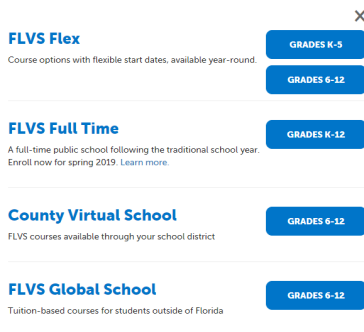 FLVS Flex
Course options with flexible start dates, available year-round.
GRADES K-5
GRADES 6-12
FLVS Full Time
A full-time public school following the traditional school year.
Enroll now for spring 2019. Learn more.
GRADES K-12
County Virtual School
FLVS courses available through your school district
GRADES 6-12
FLVS Global School
Tuition-based courses for students outside of Florida
GRADES 6-12